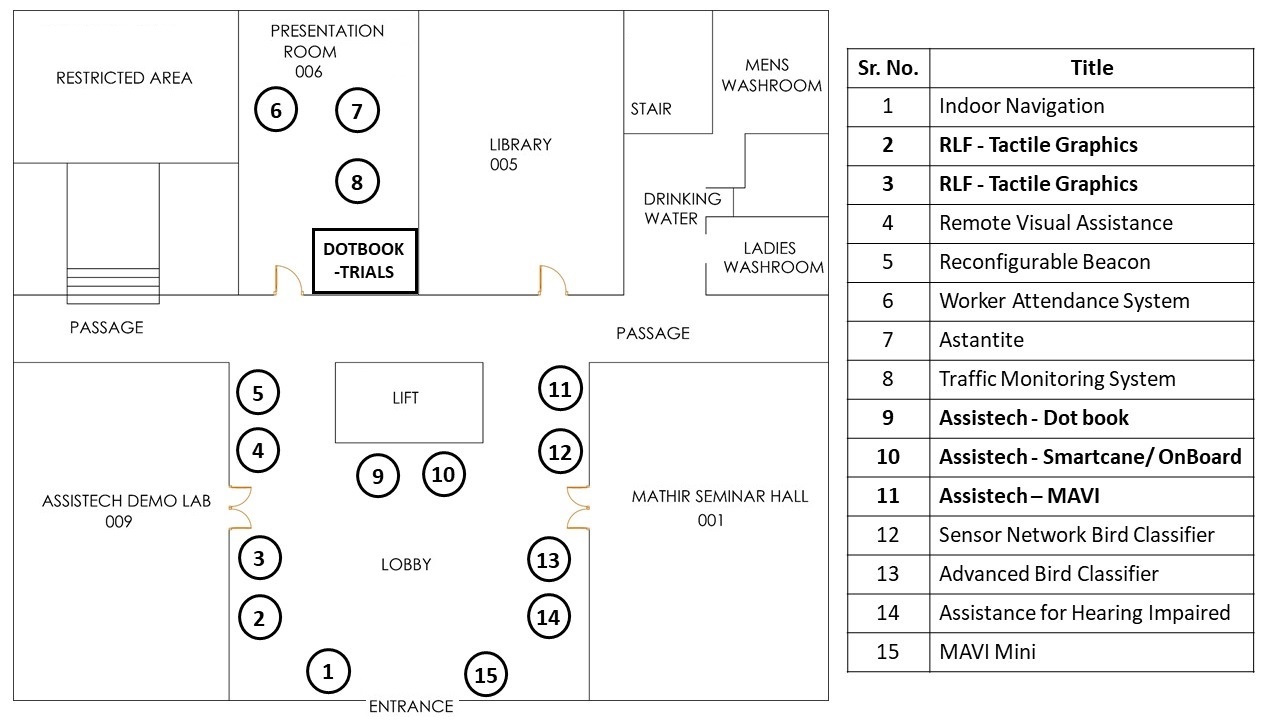 RESTRICTED AREA
PRESENTATION
ROOM
006
6
7
8
DOTBOOK
-TRIALS
LIBRARY
005
STAIR
MENS
WASHROOM
DRINKING
WATER
LADIES
WASHROOM
PASSAGE
PASSAGE
5
4
LIFT
11
12
9
10
ASSISTECH DEMO LAB
009
MATHIR SEMINAR HALL
001
3
2
LOBBY
13
14
1
15
ENTRANCE
Sr. No. Title
1 Indoor Navigation
2 RLF - Tactile Graphics
3 RLF - Tactile Graphics
4 Remote Visual Assistance
5 Reconfigurable Beacon
6 Worker Attendance System
7 Astantite
8 Traffic Monitoring System
9 Assistech - Dot book
10 Assistech - Smartcane/ OnBoard
11 Assistech – MAVI
12 Sensor Network Bird Classifier
13 Advanced Bird Classifier
14 Assistance for Hearing Impaired
15 MAVI Mini